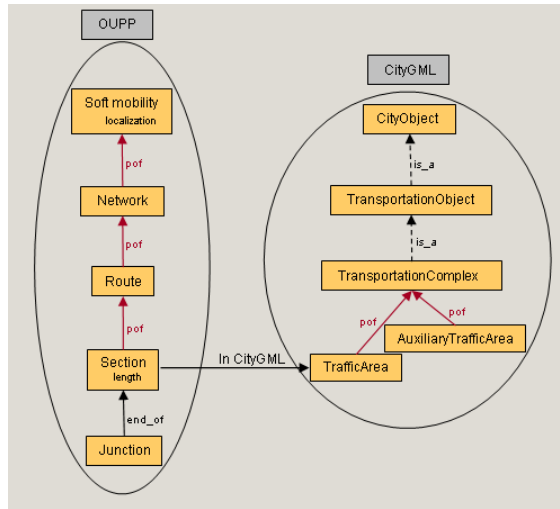 OUPP
Soft mobility
localization
pof
Network
pof
Route
pof
Section
length
end_of
Junction
In CityGML
CityGML
CityObject
is_a
TransportationObject
is_a
TransportationComplex
pof
pof
AuxiliaryTrafficArea
TrafficArea